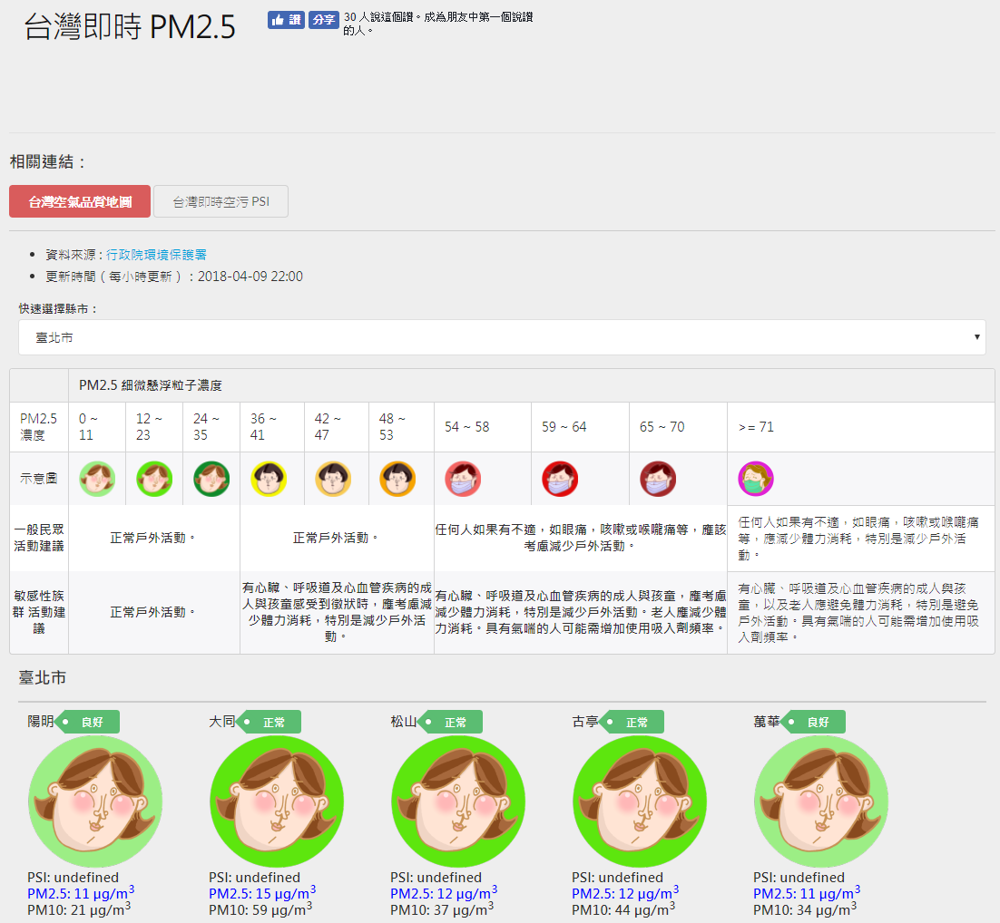 台灣即時 PM2.5
讚 分享 30 人說這個讚。成為朋友中第一個說讚
的人。
相關連結：
台灣空氣品質地圖 台灣即時空污 PSI
資料來源 : 行政院環境保護署
更新時間（每小時更新）：2018-04-09 22:00
快速選擇縣市：
臺北市
PM2.5 細微懸浮粒子濃度
PM2.5 濃度
0 ~ 11
12 ~ 23
24 ~ 35
36 ~ 41
42 ~ 47
48 ~ 53
54 ~ 58
59 ~ 64
65 ~ 70
>= 71
示意圖
一般民眾
活動建議
正常戶外活動。
正常戶外活動。
任何人如果有不適，如眼痛，咳嗽或喉嚨痛等，應該
考慮減少戶外活動。
任何人如果有不適，如眼痛，咳嗽或喉嚨痛
等，應減少體力消耗，特別是減少戶外活
動。
敏感性族
群 活動建
議
正常戶外活動。
有心臟、呼吸道及心血管疾病的成
人與孩童感受到徵狀時，應考慮減
少體力消耗，特別是減少戶外活
動。
有心臟、呼吸道及心血管疾病的成人與孩童，應考慮
減少體力消耗，特別是減少戶外活動。老人應減少體
力消耗。具有氣喘的人可能需增加使用吸入劑頻率。
有心臟、呼吸道及心血管疾病的成人與孩
童，以及老人應避免體力消耗，特別是避免
戶外活動。具有氣喘的人可能需增加使用吸
入劑頻率。
臺北市
陽明 良好
PSI: undefined
PM2.5: 11 μg/m3
PM10: 21 μg/m3
大同 正常
PSI: undefined
PM2.5: 15 μg/m3
PM10: 59 μg/m3
松山 正常
PSI: undefined
PM2.5: 12 μg/m3
PM10: 37 μg/m3
古亭 正常
PSI: undefined
PM2.5: 12 μg/m3
PM10: 44 μg/m3
萬華 良好
PSI: undefined
PM2.5: 11 μg/m3
PM10: 34 μg/m3